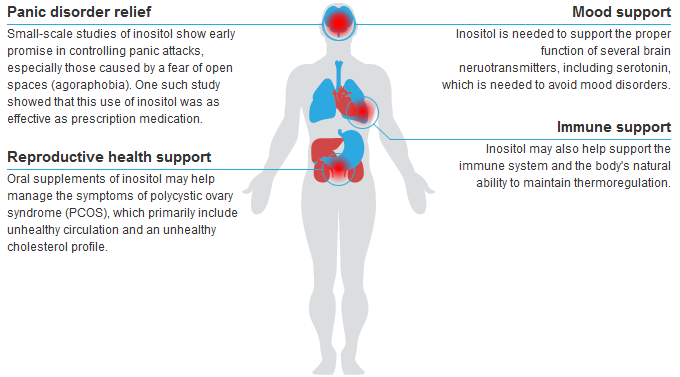 Panic disorder relief
Small-scale studies of inositol show early
promise in controlling panic attacks,
especially those caused by a fear of open
spaces (agoraphobia). One such study
showed that this use of inositol was as
effective as prescription medication.
Reproductive health support
Oral supplements of inositol may help
manage the symptoms of polycystic ovary
syndrome (PCOS), which primarily include
unhealthy circulation and an unhealthy
cholesterol profile.
Mood support
Inositol is needed to support the proper
function of several brain
neruotransmitters, including serotonin,
which is needed to avoid mood disorders.
Immune support
Inositol may also help support the
immune system and the body's natural
ability to maintain thermoregulation.